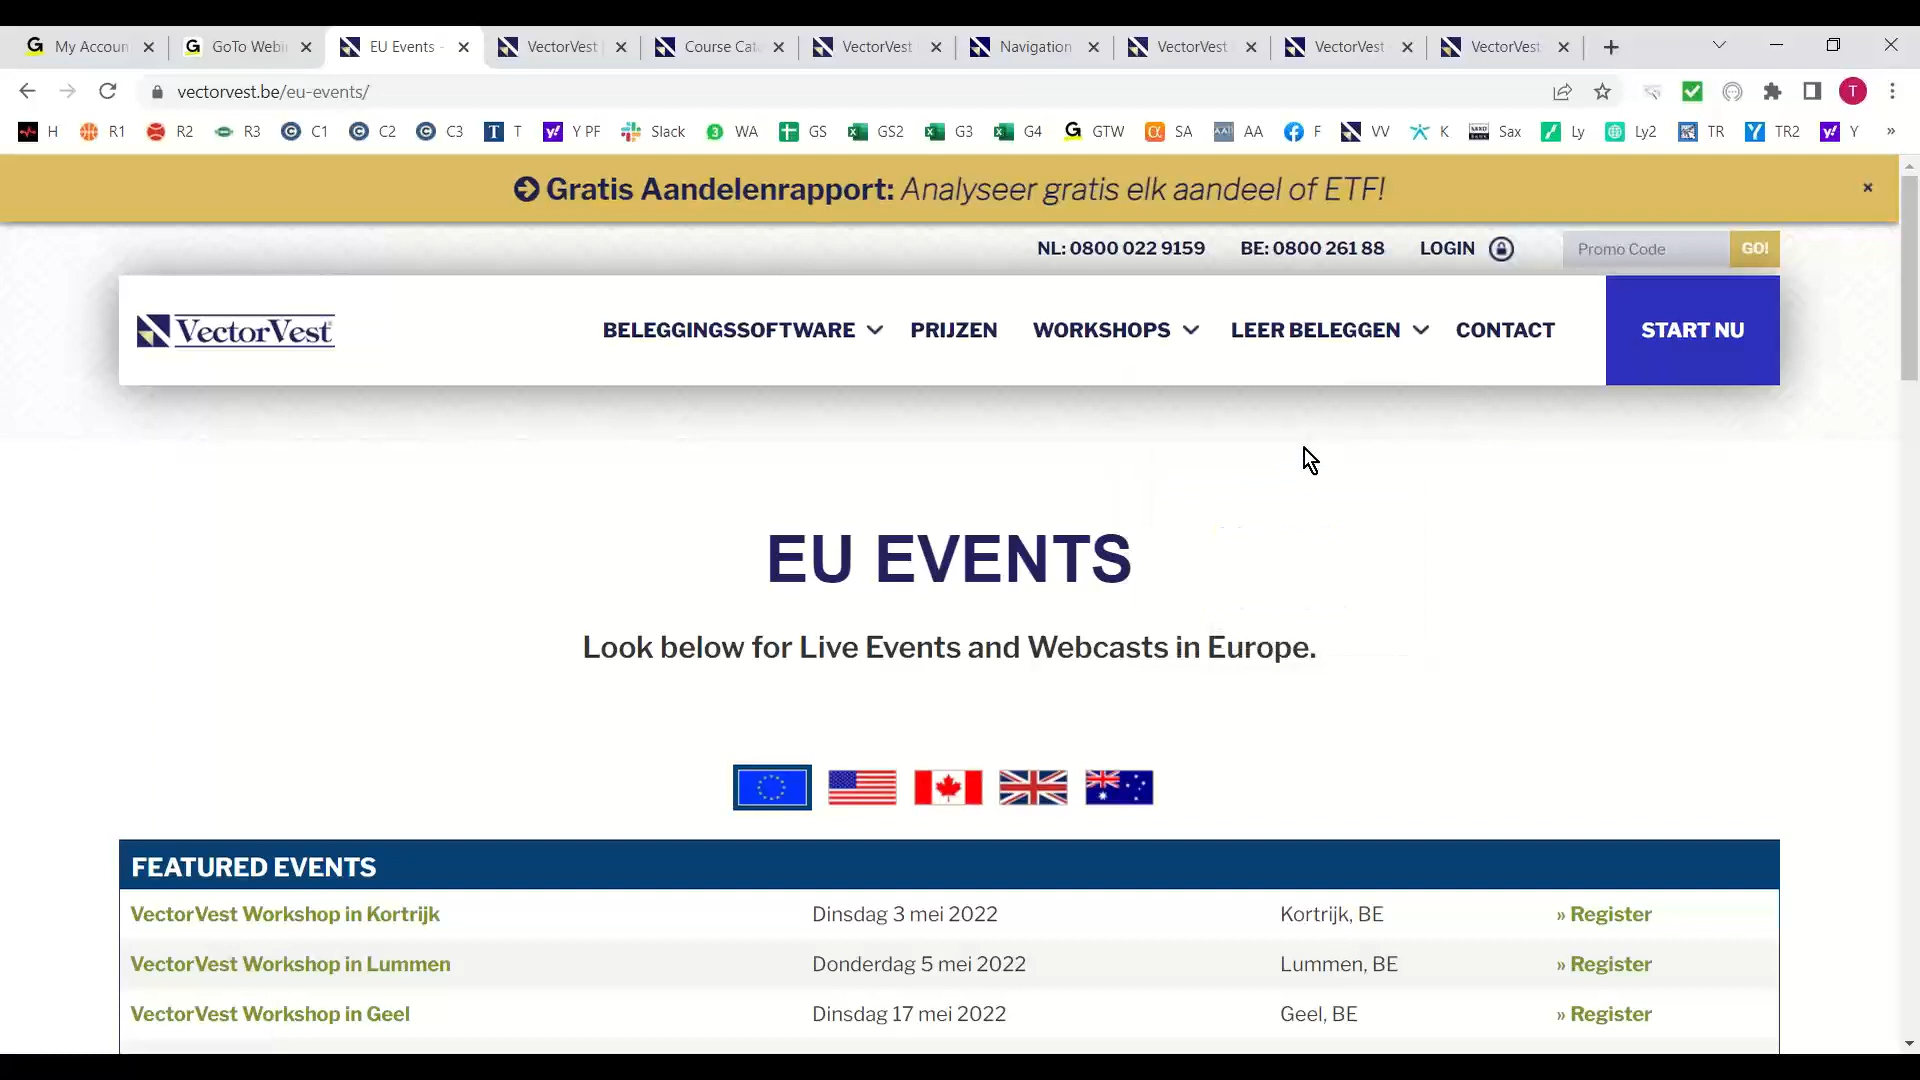 My Accoun
GoTo Webi
EU Events -
VectorVest
Course Cat
VectorVest
Navigation
VectorVest
VectorVest
VectorVest
vectorvest.be/eu-events/
T
H R1 R2 R3 C1 C2 C3 T Y PF Slack WA GS GS2 G3 G4 GTW SA AA F VV K Sax Ly Ly2 TR TR2 Y »
Gratis Aandelenrapport: Analyseer gratis elk aandeel of ETF!
NL: 0800 022 9159 BE: 0800 261 88 LOGIN Promo Code GO!
VectorVest
BELEGGINGSSOFTWARE PRIJZEN WORKSHOPS LEER BELEGGEN CONTACT START NU
EU EVENTS
Look below for Live Events and Webcasts in Europe.
FEATURED EVENTS
VectorVest Workshop in Kortrijk Dinsdag 3 mei 2022 Kortrijk, BE » Register
VectorVest Workshop in Lummen Donderdag 5 mei 2022 Lummen, BE » Register
VectorVest Workshop in Geel Dinsdag 17 mei 2022 Geel, BE » Register